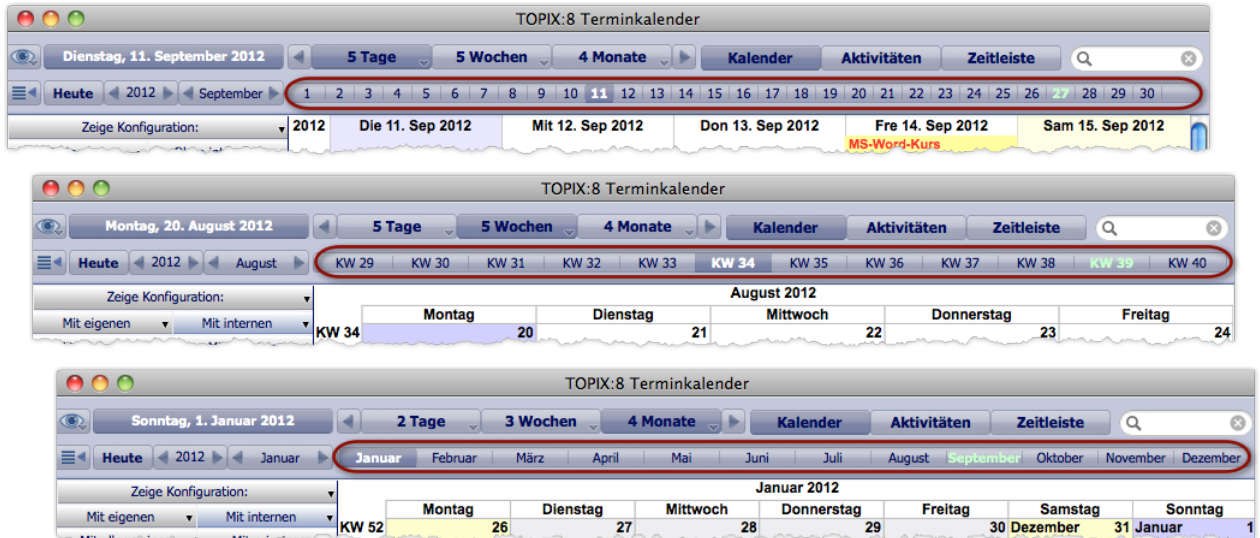 TOPIX:8 Terminkalender
Dienstag, 11. September 2012 5 Tage 5 Wochen 4 Monate Kalender Aktivitäten Zeitleiste
Heute 2012 September 1 2 3 4 5 6 7 8 9 10 11 12 13 14 15 16 17 18 19 20 21 22 23 24 25 26 27 28 29 30
Zeige Konfiguration: 2012 Die 11. Sep 2012 Mit 12. Sep 2012 Don 13. Sep 2012 Fre 14. Sep 2012 Sam 15. Sep 2012
MS-Word-Kurs
TOPIX:8 Terminkalender
Montag, 20. August 2012 5 Tage 5 Wochen 4 Monate Kalender Aktivitäten Zeitleiste
Heute 2012 August KW 29 KW 30 KW 31 KW 32 KW 33 KW 34 KW 35 KW 36 KW 37 KW 38 KW 39 KW 40
Zeige Konfiguration: August 2012
Montag Dienstag Mittwoch Donnerstag Freitag
Mit eigenen Mit internen KW 34 20 21 22 23 24
TOPIX:8 Terminkalender
Sonntag, 1. Januar 2012 2 Tage 3 Wochen 4 Monate Kalender Aktivitäten Zeitleiste
Heute 2012 Januar Januar Februar März April Mai Juni Juli August September Oktober November Dezember
Zeige Konfiguration: Januar 2012
Montag Dienstag Mittwoch Donnerstag Freitag Samstag Sonntag
Mit eigenen Mit internen KW 52 26 27 28 29 30 Dezember 31 Januar 1